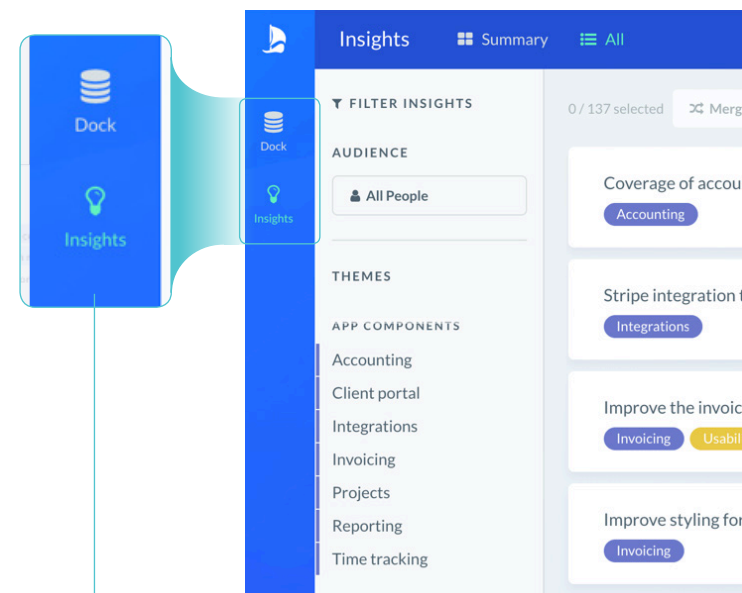 Dock
Insights
Dock
Insights
Insights
Summary
All
FILTER INSIGHTS
AUDIENCE
All People
THEMES
APP COMPONENTS
Accounting
Client portal
Integrations
Invoicing
Projects
Reporting
Time tracking
0 / 137 selected
Merg
Coverage of accou
Accounting
Stripe integration
Integrations
Improve the invoic
Invoicing Usabil
Improve styling for
Invoicing